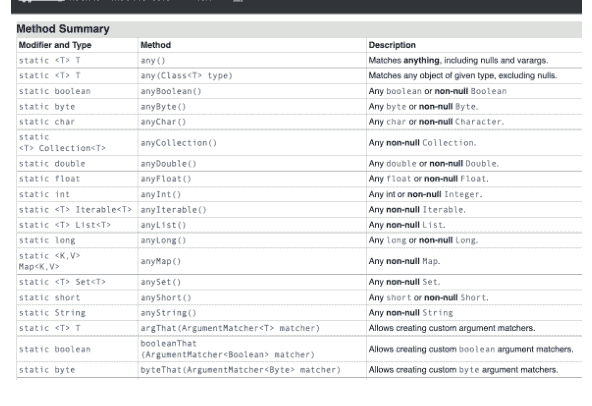 Method Summary
Modifier and Type Method Description
static <T> T any() Matches anything, including nulls and varargs.
static <T> T any(Class<T> type) Matches any object of given type, excluding nulls.
static boolean anyBoolean() Any boolean or non-null Boolean
static byte anyByte() Any byte or non-null Byte.
static char anyChar() Any char or non-null Character.
static
<T> Collection<T> anyCollection() Any non-null Collection.
static double anyDouble() Any double or non-null Double.
static float anyFloat() Any float or non-null Float.
static int anyInt() Any int or non-null Integer.
static <T> Iterable<T> anyIterable() Any non-null Iterable.
static <T> List<T> anyList() Any non-null List.
static long anyLong() Any long or non-null Long.
static <K,V>
Map<K,V> anyMap() Any non-null Map.
static <T> Set<T> anySet() Any non-null Set.
static short anyShort() Any short or non-null Short.
static String anyString() Any non-null String
static <T> T argThat(ArgumentMatcher<T> matcher) Allows creating custom argument matchers.
static boolean booleanThat
(ArgumentMatcher<Boolean> matcher) Allows creating custom boolean argument matchers.
static byte byteThat(ArgumentMatcher<Byte> matcher) Allows creating custom byte argument matchers.